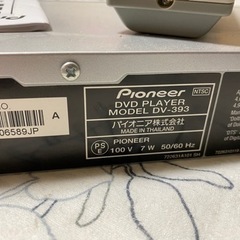 Pioneer
NTSC
DVD PLAYER
MODEL DV-393
パイオニア株式会社
MADE IN THAILAND
PS
E
PIONEER
100 V 7 W 50/60 Hz
A
06589JP